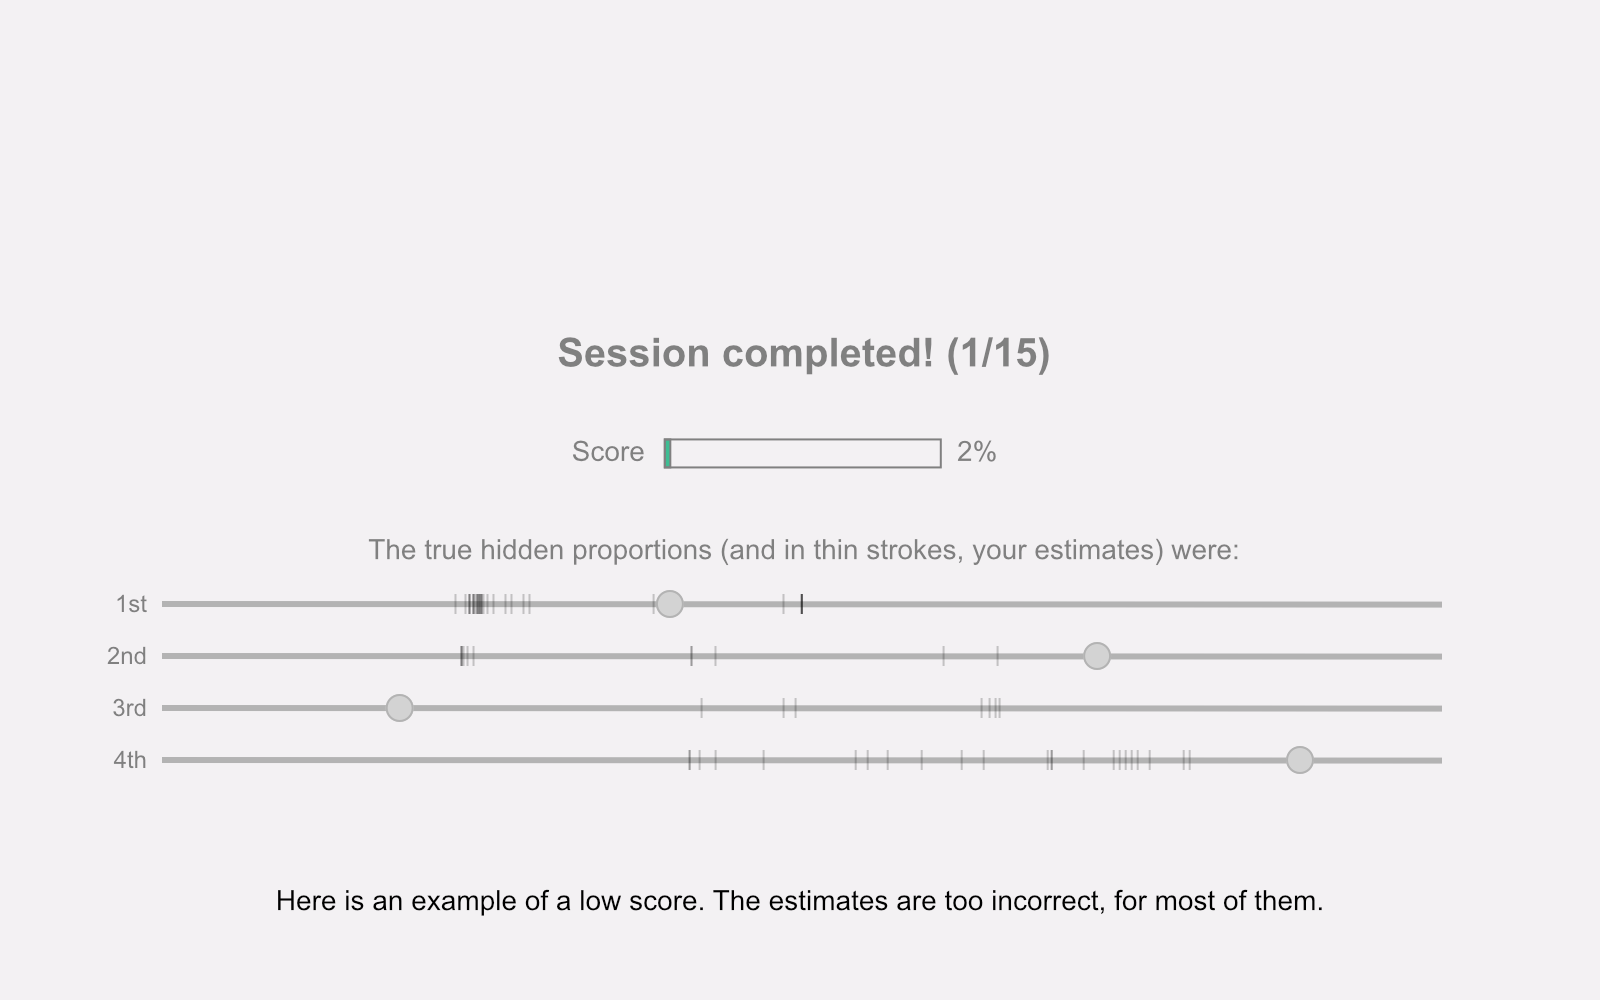 Session completed! (1/15)
Score 2%
The true hidden proportions (and in thin strokes, your estimates) were:
1st
2nd
3rd
4th
Here is an example of a low score. The estimates are too incorrect, for most of them.